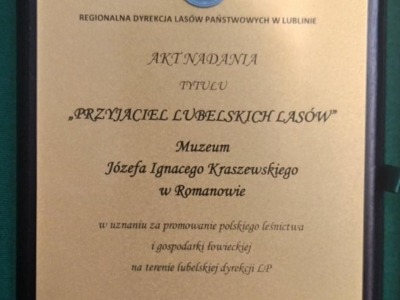 REGIONALNA DYREKCJA LASÓW PAŃSTWOWYCH W LUBLINIE
AKT NADANIA
TYTUŁU
„PRZYJACIEL LUBELSKICH LASÓW”
Muzeum
Józefa Ignacego Kraszewskiego
w Romanowie
w uznaniu za promowanie polskiego leśnictwa
i gospodarki łowieckiej
na terenie lubelskiej dyrekcji LP